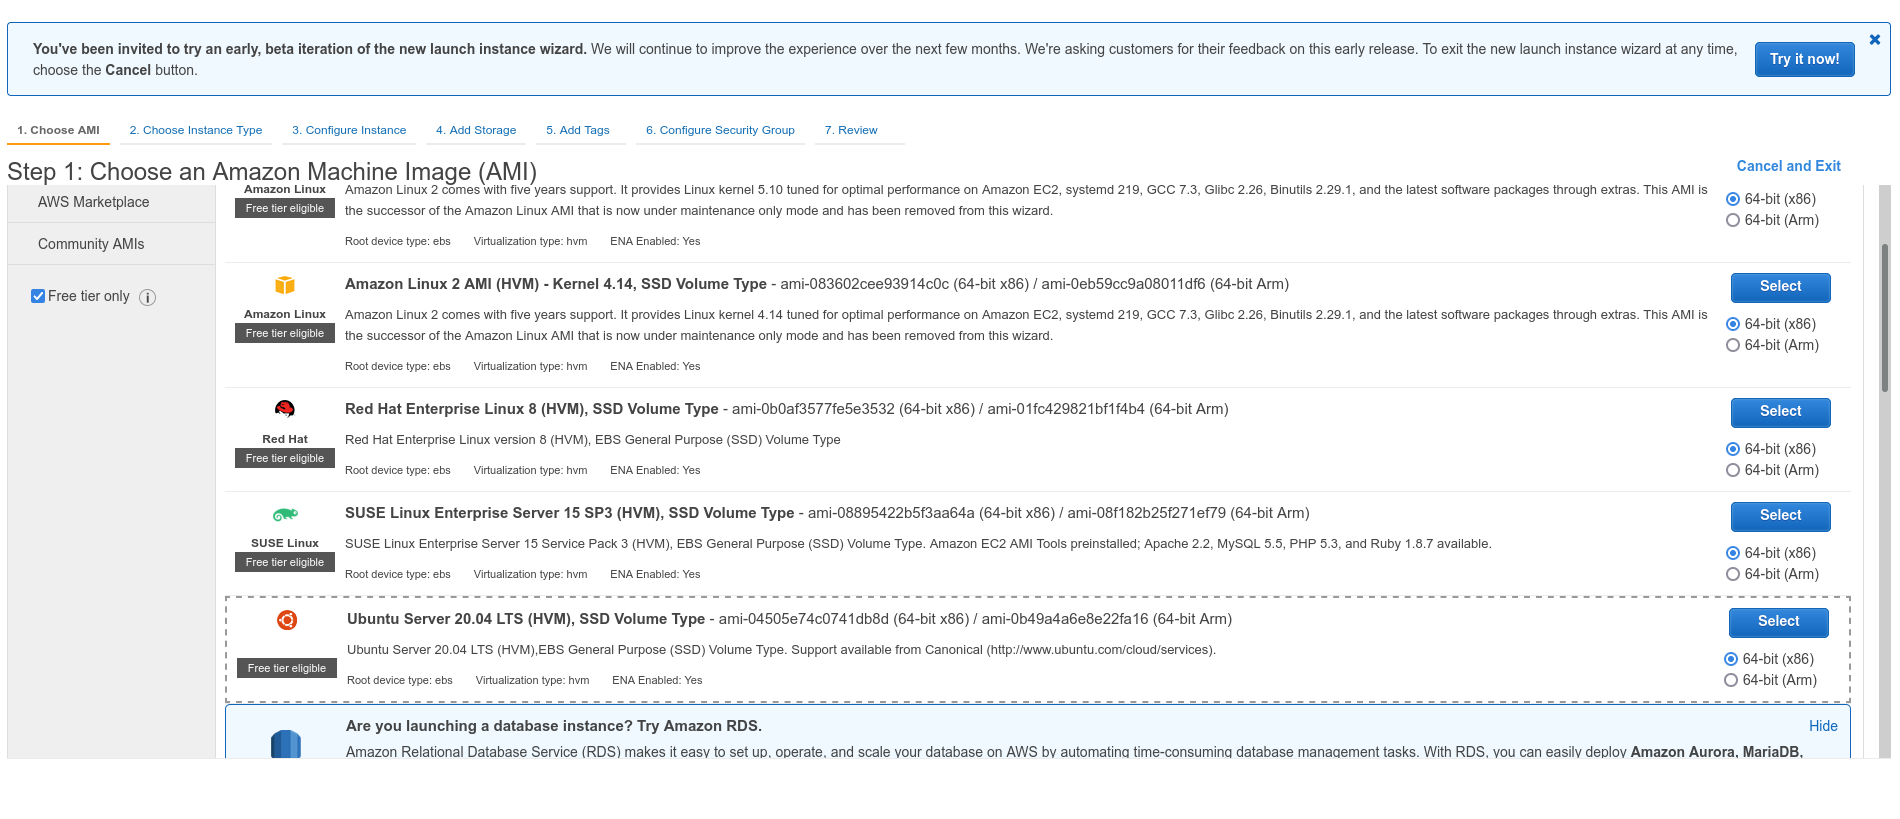 You've been invited to try an early, beta iteration of the new launch instance wizard. We will continue to improve the experience over the next few months. We're asking customers for their feedback on this early release. To exit the new launch instance wizard at any time,
choose the Cancel button.
Try it now!
1. Choose AMI 2. Choose Instance Type 3. Configure Instance 4. Add Storage 5. Add Tags 6. Configure Security Group 7. Review
Step 1: Choose an Amazon Machine Image (AMI)
Cancel and Exit
AWS Marketplace
Community AMIs
Free tier only
Amazon Linux
Free tier eligible
Amazon Linux 2 comes with five years support. It provides Linux kernel 5.10 tuned for optimal performance on Amazon EC2, systemd 219, GCC 7.3, Glibc 2.26, Binutils 2.29.1, and the latest software packages through extras. This AMI is
the successor of the Amazon Linux AMI that is now under maintenance only mode and has been removed from this wizard.
Root device type: ebs Virtualization type: hvm ENA Enabled: Yes
64-bit (x86)
64-bit (Arm)
Amazon Linux
Free tier eligible
Amazon Linux 2 AMI (HVM) - Kernel 4.14, SSD Volume Type - ami-083602cee93914c0c (64-bit x86) / ami-0eb59cc9a08011df6 (64-bit Arm)
Amazon Linux 2 comes with five years support. It provides Linux kernel 4.14 tuned for optimal performance on Amazon EC2, systemd 219, GCC 7.3, Glibc 2.26, Binutils 2.29.1, and the latest software packages through extras. This AMI is
the successor of the Amazon Linux AMI that is now under maintenance only mode and has been removed from this wizard.
Root device type: ebs Virtualization type: hvm ENA Enabled: Yes
Select
64-bit (x86)
64-bit (Arm)
Red Hat
Free tier eligible
Red Hat Enterprise Linux 8 (HVM), SSD Volume Type - ami-0b0af3577fe5e3532 (64-bit x86) / ami-01fc429821bf1f4b4 (64-bit Arm)
Red Hat Enterprise Linux version 8 (HVM), EBS General Purpose (SSD) Volume Type
Root device type: ebs Virtualization type: hvm ENA Enabled: Yes
Select
64-bit (x86)
64-bit (Arm)
SUSE Linux
Free tier eligible
SUSE Linux Enterprise Server 15 SP3 (HVM), SSD Volume Type - ami-08895422b5f3aa64a (64-bit x86) / ami-08f182b25f271ef79 (64-bit Arm)
SUSE Linux Enterprise Server 15 Service Pack 3 (HVM), EBS General Purpose (SSD) Volume Type. Amazon EC2 AMI Tools preinstalled; Apache 2.2, MySQL 5.5, PHP 5.3, and Ruby 1.8.7 available.
Root device type: ebs Virtualization type: hvm ENA Enabled: Yes
Select
64-bit (x86)
64-bit (Arm)
Free tier eligible
Ubuntu Server 20.04 LTS (HVM), SSD Volume Type - ami-04505e74c0741db8d (64-bit x86) / ami-0b49a4a6e8e22fa16 (64-bit Arm)
Ubuntu Server 20.04 LTS (HVM),EBS General Purpose (SSD) Volume Type. Support available from Canonical (http://www.ubuntu.com/cloud/services).
Root device type: ebs Virtualization type: hvm ENA Enabled: Yes
Select
64-bit (x86)
64-bit (Arm)
Are you launching a database instance? Try Amazon RDS.
Hide
Amazon Relational Database Service (RDS) makes it easy to set up, operate, and scale your database on AWS by automating time-consuming database management tasks. With RDS, you can easily deploy Amazon Aurora, MariaDB,